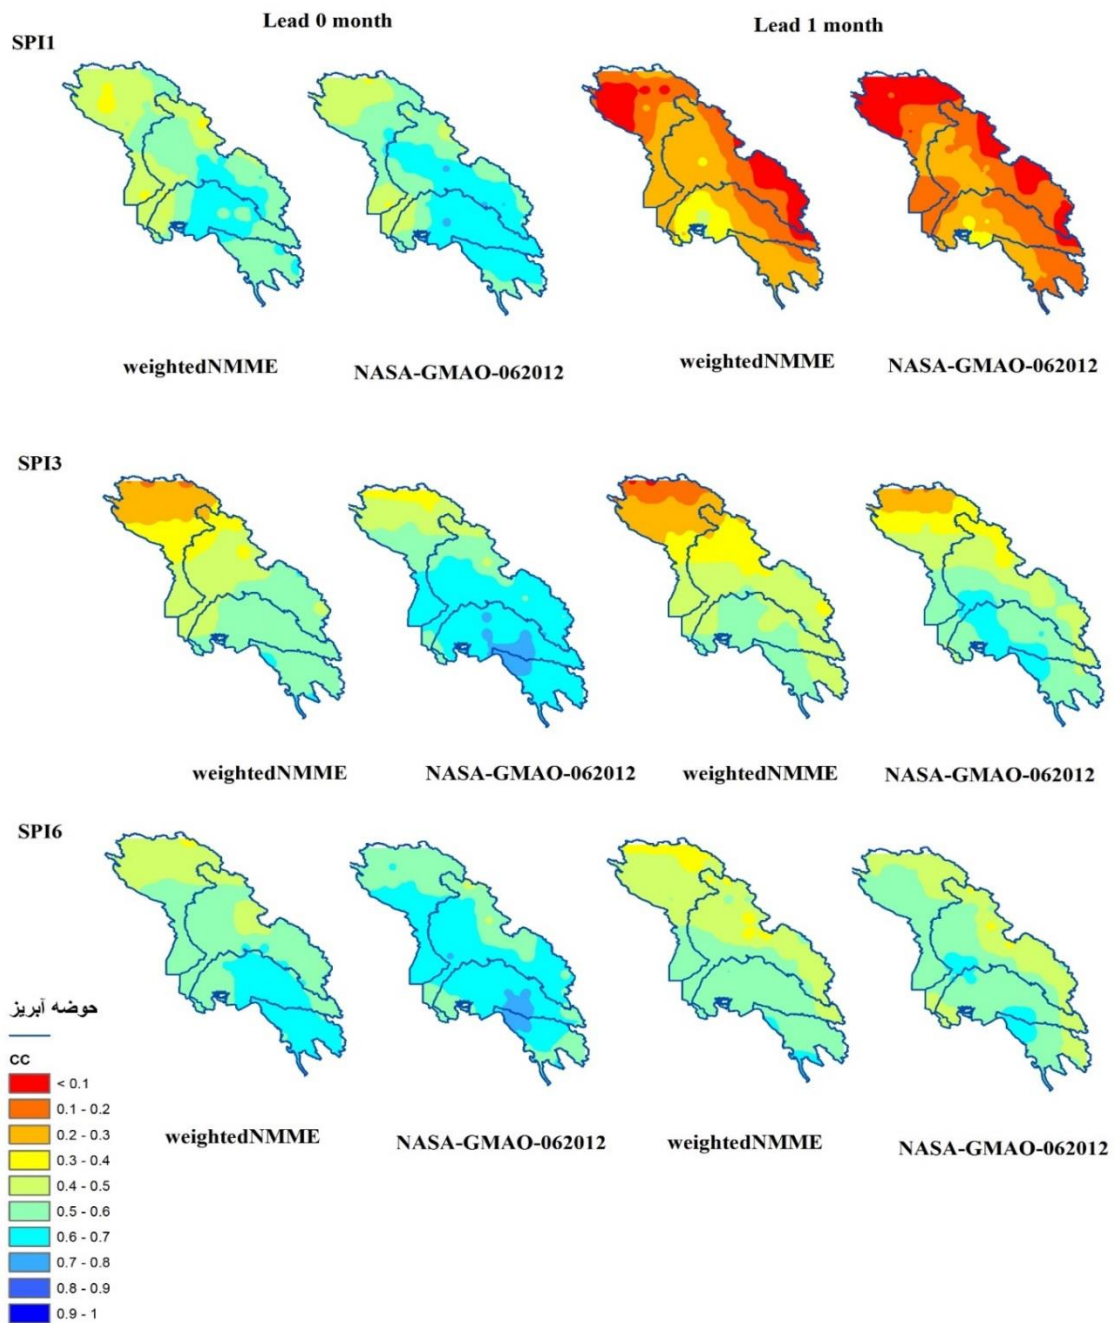 Lead 0 month
Lead 1 month
SPI1
weightedNMME
NASA-GMAO-062012
weightedNMME
NASA-GMAO-062012
SPI3
weightedNMME
NASA-GMAO-062012
weightedNMME
NASA-GMAO-062012
SPI6
weightedNMME
NASA-GMAO-062012
weightedNMME
NASA-GMAO-062012
حوضه آبریز
CC
< 0.1
0.1 - 0.2
0.2 - 0.3
0.3 - 0.4
0.4 - 0.5
0.5 - 0.6
0.6 - 0.7
0.7 - 0.8
0.8 - 0.9
0.9 - 1